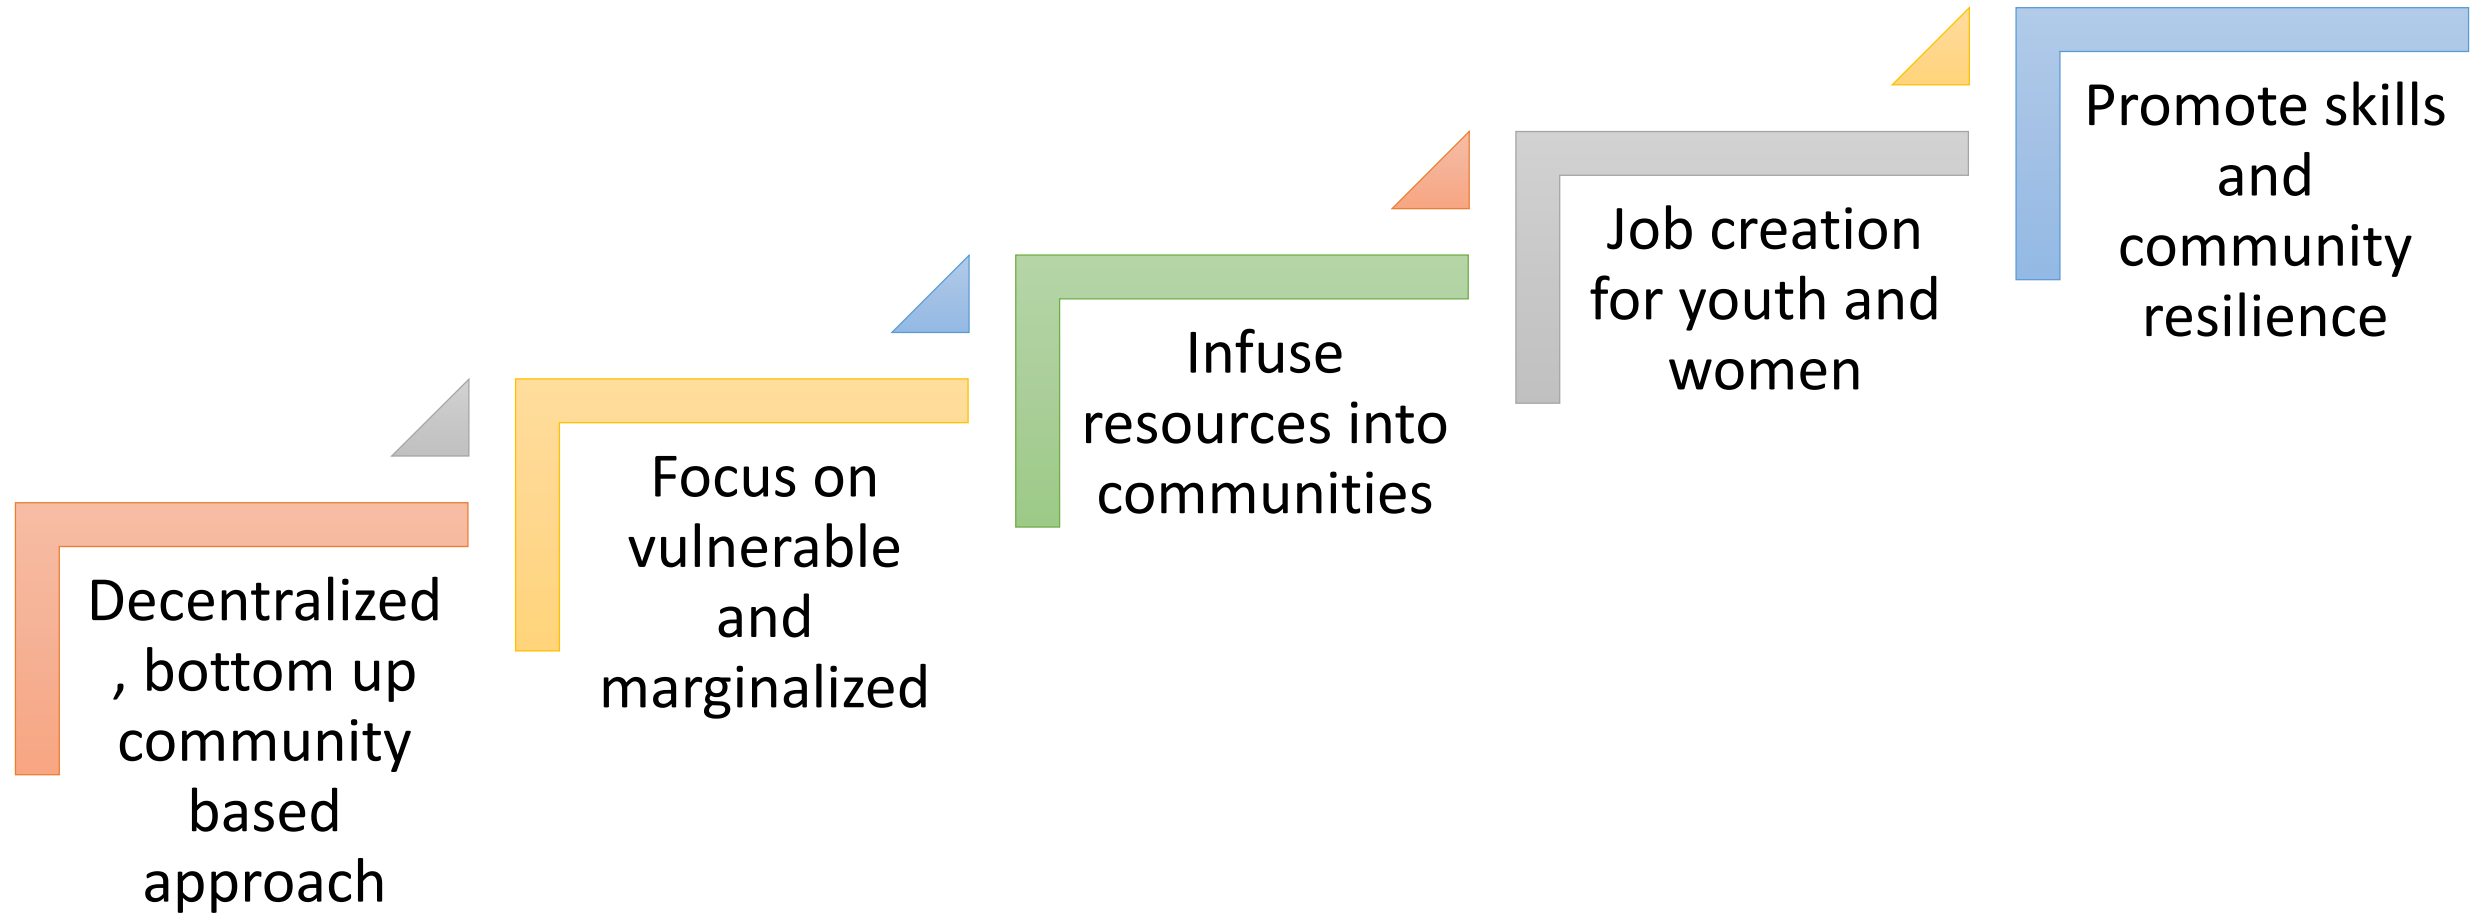 Decentralized
, bottom up
community
based
approach
Focus on
vulnerable
and
marginalized
Infuse
resources into
communities
Job creation
for youth and
women
Promote skills
and
community
resilience